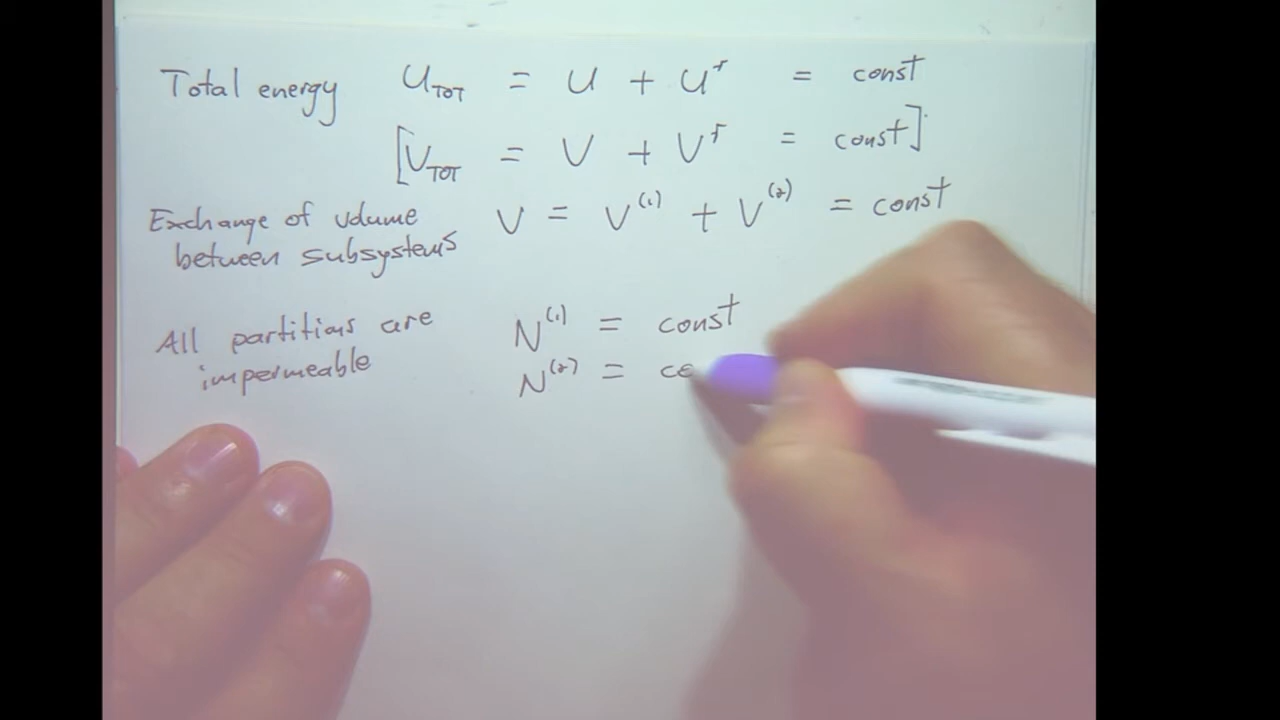 Total energy U_TOT = U + U^r = const
[V_TOT = V + V^r = const]
Exchange of volume V = V^(1) + V^(2) = const
between subsystems
All partitions are N^(1) = const
impermeable N^(2) = co